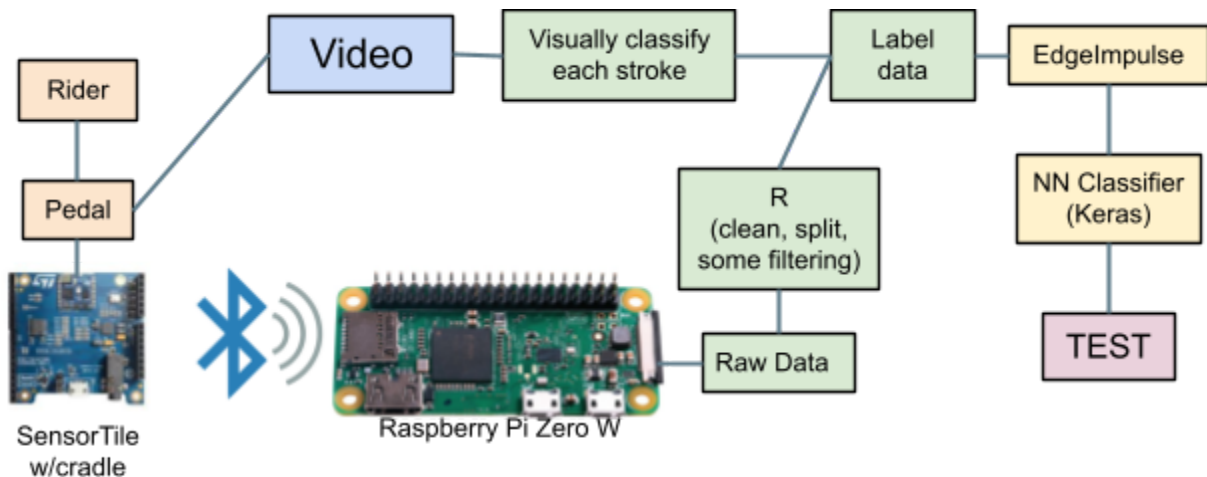 Video
Visually classify
each stroke
Label
data
EdgeImpulse
Rider
Pedal
R
(clean, split,
some filtering)
NN Classifier
(Keras)
Raw Data
TEST
Raspberry Pi Zero W
SensorTile
w/cradle